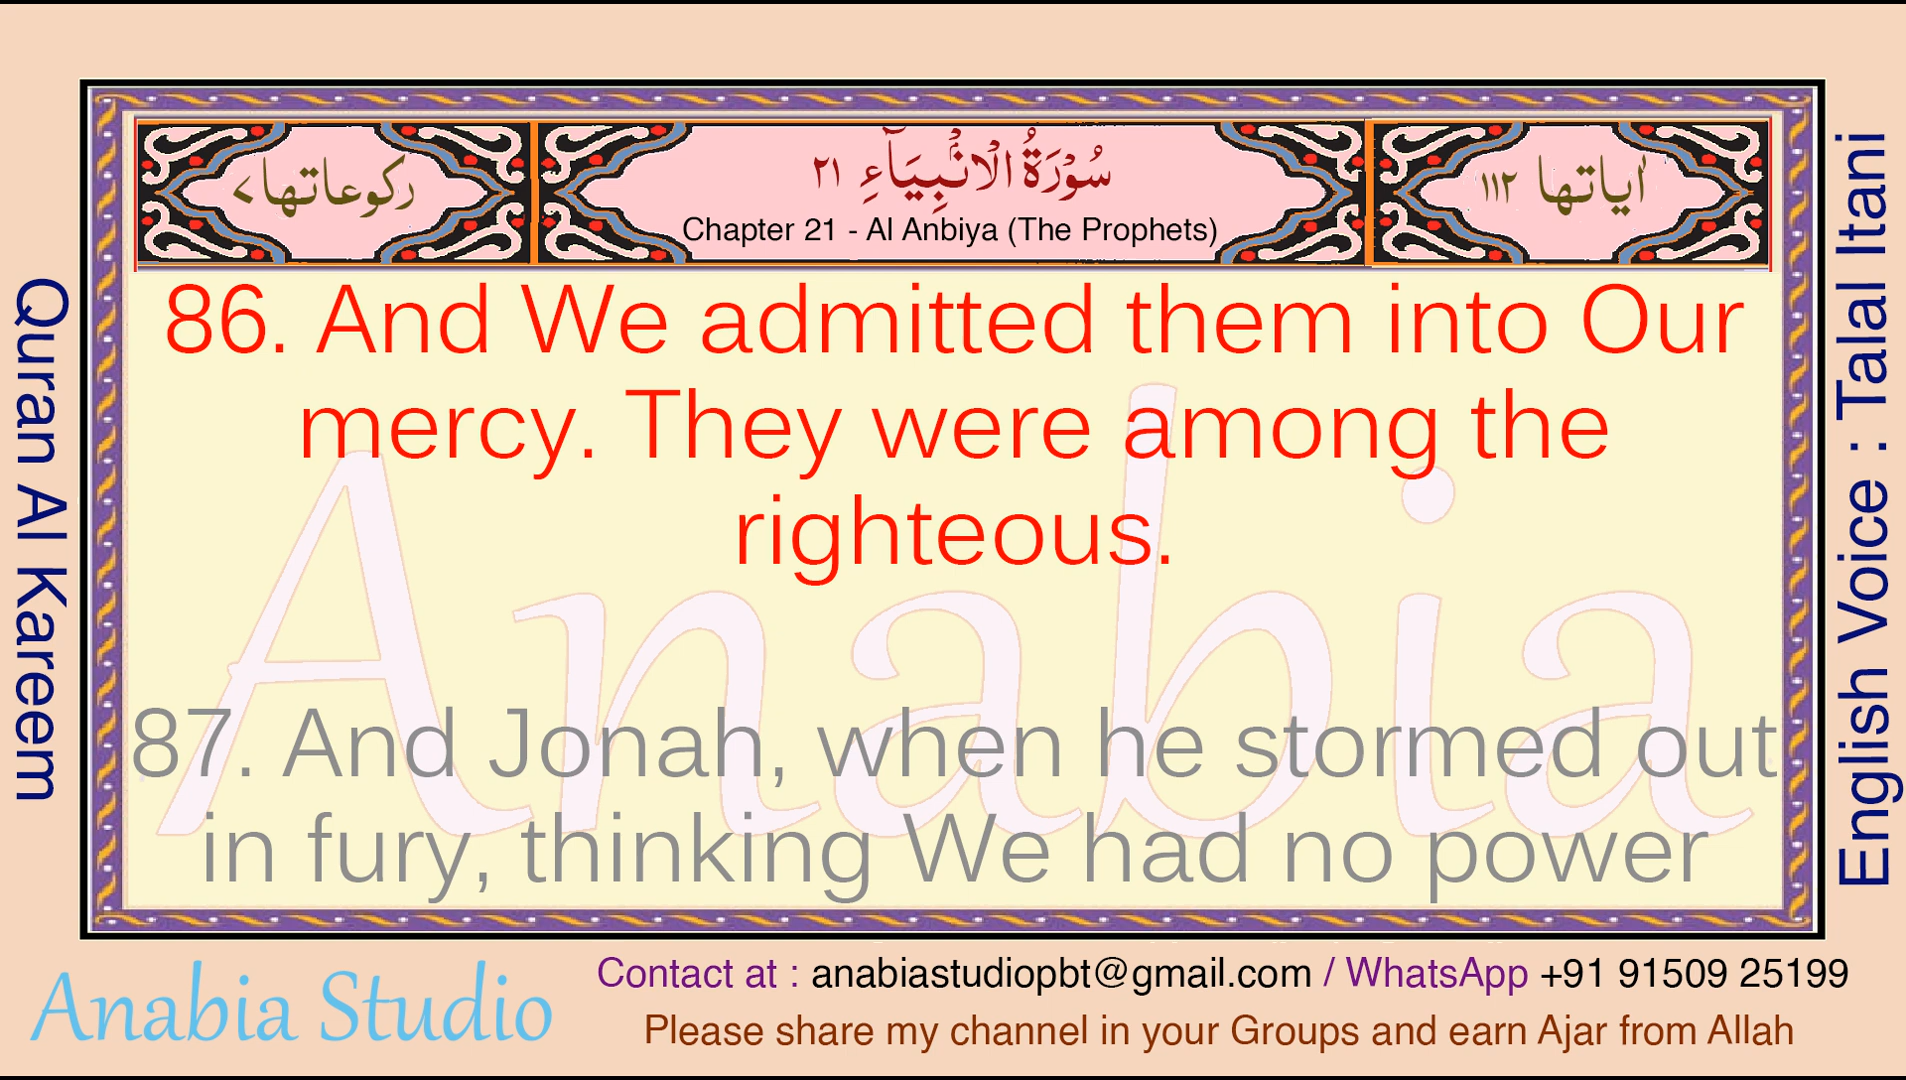 ركوعاتها ٧
سُوْرَةُ الْاَنْۢبِيَآءِ ٢١
اٰياتها ١١٢
Chapter 21 - Al Anbiya (The Prophets)
Quran Al Kareem
86. And We admitted them into Our
mercy. They were among the
righteous.
87. And Jonah, when he stormed out
in fury, thinking We had no power
Anabia
English Voice : Talal Itani
Anabia Studio
Contact at : anabiastudiopbt@gmail.com / WhatsApp +91 91509 25199
Please share my channel in your Groups and earn Ajar from Allah